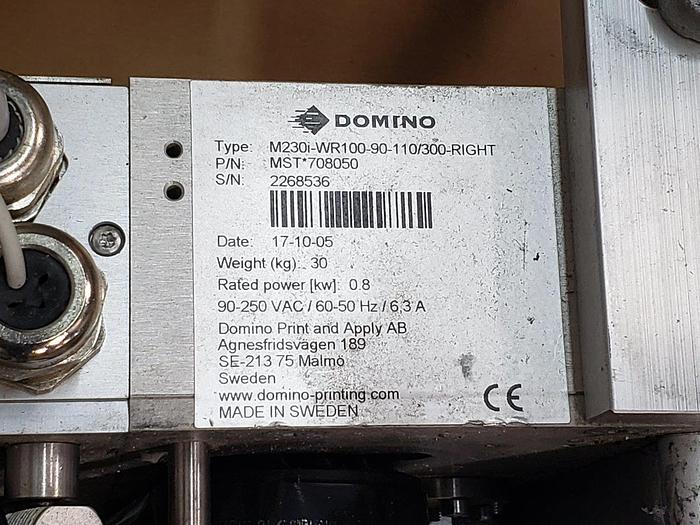 DOMINO
Type: M230i-WR100-90-110/300-RIGHT
P/N: MST*708050
S/N: 2268536
Date: 17-10-05
Weight (kg): 30
Rated power [kw]: 0.8
90-250 VAC / 60-50 Hz / 6,3 A
Domino Print and Apply AB
Agnesfridsvägen 189
SE-213 75 Malmö
Sweden
www.domino-printing.com
MADE IN SWEDEN
CE